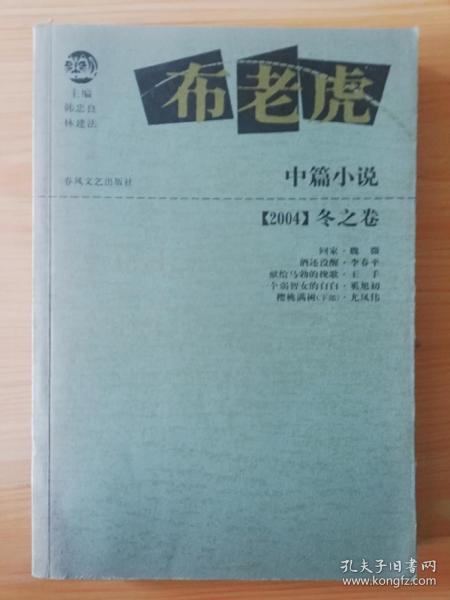 布老虎
主编
韩忠良
林建法
春风文艺出版社
中篇小说
【2004】冬之卷
回家·魏微
酒还没醒·李春平
献给马勃的挽歌·王手
一个弱智女的自白·奚旭初
樱桃满树(下部)·尤凤伟
孔夫子旧书网
www.kongfz.com